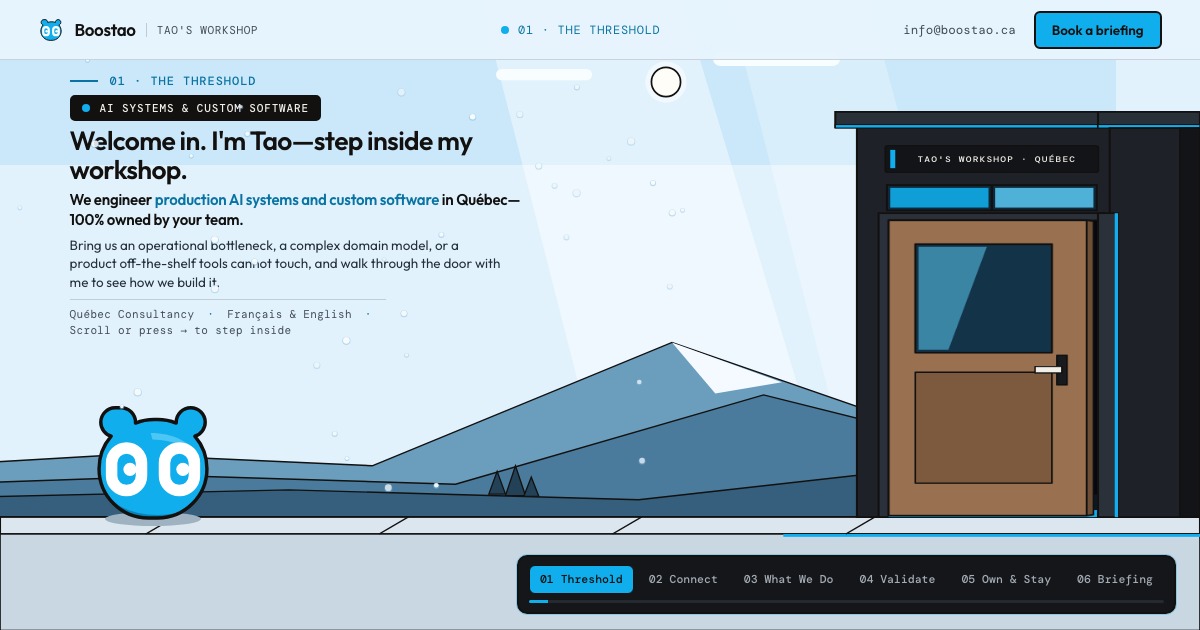 Boostao
TAO'S WORKSHOP
01 · THE THRESHOLD
info@boostao.ca
Book a briefing
01 · THE THRESHOLD
AI SYSTEMS & CUSTOM SOFTWARE
Welcome in. I'm Tao—step inside my
workshop.
We engineer production AI systems and custom software in Québec—
100% owned by your team.
Bring us an operational bottleneck, a complex domain model, or a
product off-the-shelf tools cannot touch, and walk through the door with
me to see how we build it.
Québec Consultancy · Français & English ·
Scroll or press → to step inside
TAO'S WORKSHOP · QUÉBEC
01 Threshold
02 Connect
03 What We Do
04 Validate
05 Own & Stay
06 Briefing